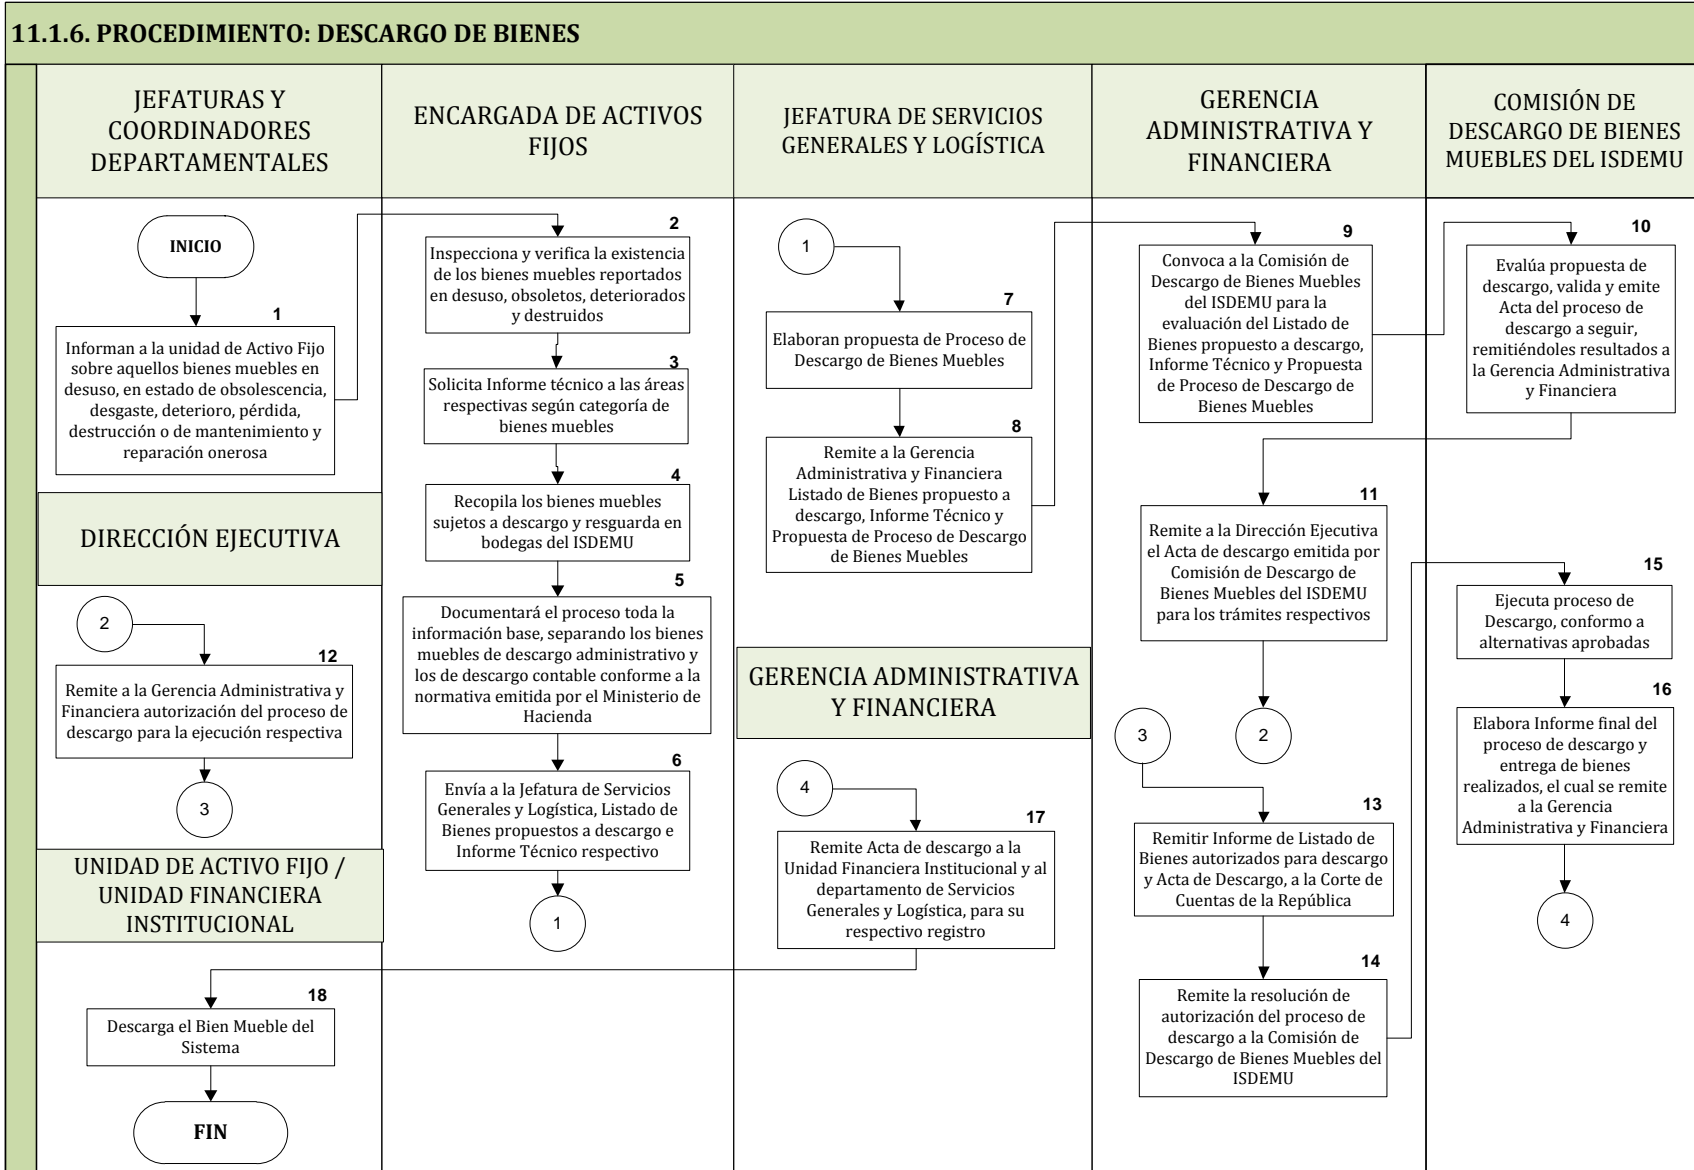 11.1.6. PROCEDIMIENTO: DESCARGO DE BIENES
JEFATURAS Y
COORDINADORES
DEPARTAMENTALES
INICIO
1
Informan a la unidad de Activo Fijo
sobre aquellos bienes muebles en
desuso, en estado de obsolescencia,
desgaste, deterioro, pérdida,
destrucción o de mantenimiento y
reparación onerosa
DIRECCIÓN EJECUTIVA
2
12
Remite a la Gerencia Administrativa y
Financiera autorización del proceso de
descargo para la ejecución respectiva
3
UNIDAD DE ACTIVO FIJO /
UNIDAD FINANCIERA
INSTITUCIONAL
18
Descarga el Bien Mueble del
Sistema
FIN
ENCARGADA DE ACTIVOS
FIJOS
2
Inspecciona y verifica la existencia
de los bienes muebles reportados
en desuso, obsoletos, deteriorados
y destruidos
3
Solicita Informe técnico a las áreas
respectivas según categoría de
bienes muebles
4
Recopila los bienes muebles
sujetos a descargo y resguarda en
bodegas del ISDEMU
5
Documentará el proceso toda la
información base, separando los bienes
muebles de descargo administrativo y
los de descargo contable conforme a la
normativa emitida por el Ministerio de
Hacienda
6
Envía a la Jefatura de Servicios
Generales y Logística, Listado de
Bienes propuestos a descargo e
Informe Técnico respectivo
1
JEFATURA DE SERVICIOS
GENERALES Y LOGÍSTICA
1
7
Elaboran propuesta de Proceso de
Descargo de Bienes Muebles
8
Remite a la Gerencia
Administrativa y Financiera
Listado de Bienes propuesto a
descargo, Informe Técnico y
Propuesta de Proceso de Descargo
de Bienes Muebles
GERENCIA ADMINISTRATIVA
Y FINANCIERA
4
17
Remite Acta de descargo a la
Unidad Financiera Institucional y al
departamento de Servicios
Generales y Logística, para su
respectivo registro
GERENCIA
ADMINISTRATIVA Y
FINANCIERA
9
Convoca a la Comisión de
Descargo de Bienes Muebles
del ISDEMU para la
evaluación del Listado de
Bienes propuesto a descargo,
Informe Técnico y Propuesta
de Proceso de Descargo de
Bienes Muebles
11
Remite a la Dirección Ejecutiva
el Acta de descargo emitida por
Comisión de Descargo de
Bienes Muebles del ISDEMU
para los trámites respectivos
3
2
13
Remitir Informe de Listado de
Bienes autorizados para descargo
y Acta de Descargo, a la Corte de
Cuentas de la República
14
Remite la resolución de
autorización del proceso de
descargo a la Comisión de
Descargo de Bienes Muebles del
ISDEMU
COMISIÓN DE
DESCARGO DE BIENES
MUEBLES DEL ISDEMU
10
Evalúa propuesta de
descargo, valida y emite
Acta del proceso de
descargo a seguir,
remitiéndoles resultados a
la Gerencia Administrativa
y Financiera
15
Ejecuta proceso de
Descargo, conformo a
alternativas aprobadas
16
Elabora Informe final del
proceso de descargo y
entrega de bienes
realizados, el cual se remite
a la Gerencia
Administrativa y Financiera
4